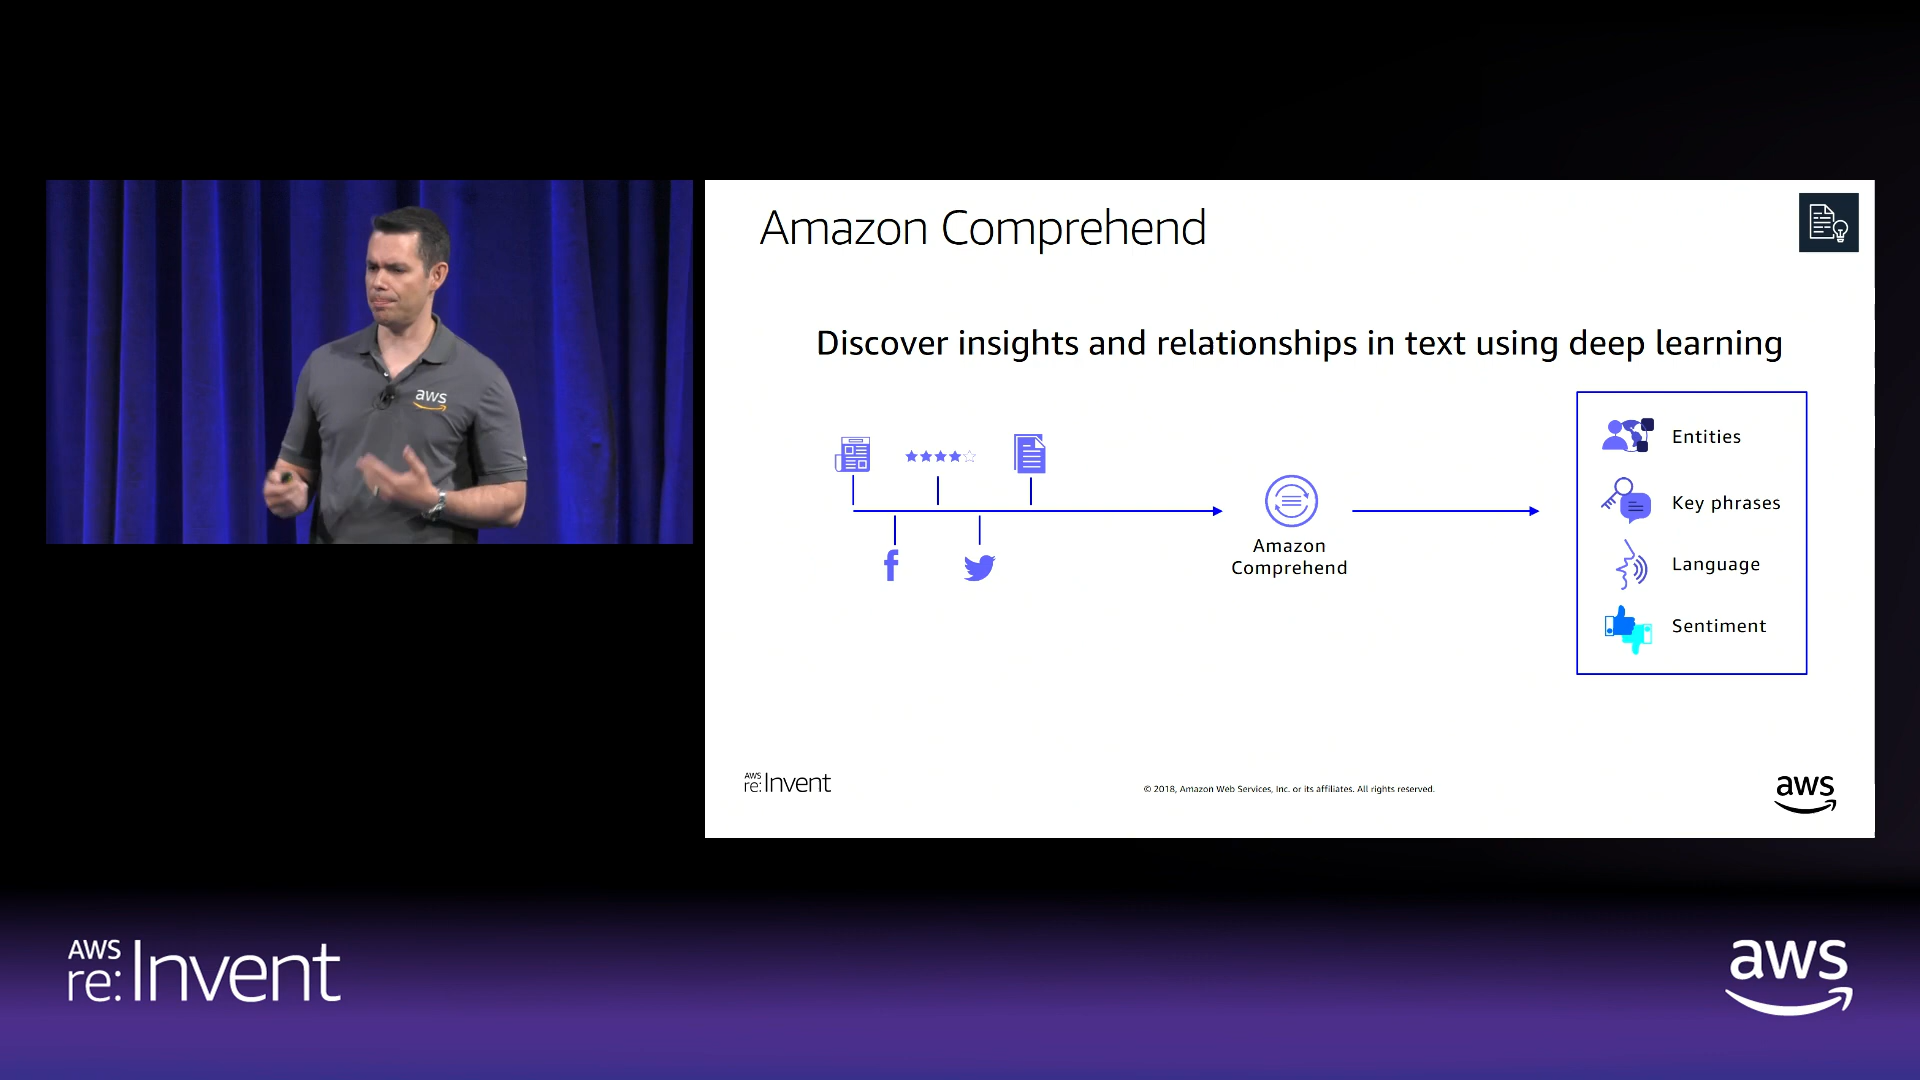 aws
Amazon Comprehend
Discover insights and relationships in text using deep learning
Amazon
Comprehend
Entities
Key phrases
Language
Sentiment
AWS
re:Invent
© 2018, Amazon Web Services, Inc. or its affiliates. All rights reserved.
aws
AWS
re:Invent
aws